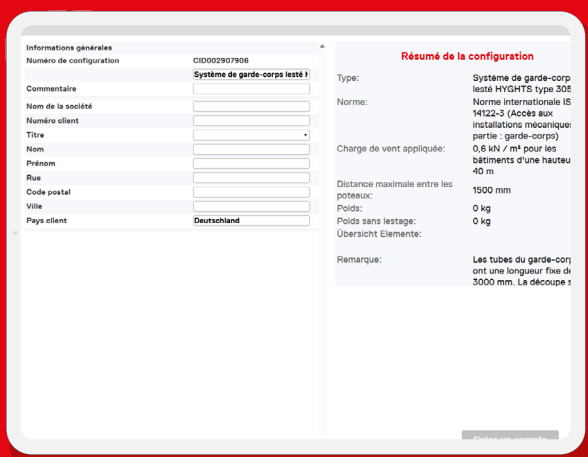 Informations générales
Numéro de configuration CID002907906
Système de garde-corps lesté
Commentaire
Nom de la société
Numéro client
Titre
Nom
Prénom
Rue
Code postal
Ville
Pays client Deutschland
Résumé de la configuration
Type: Système de garde-corps
lesté HYGHTS type 305
Norme: Norme internationale IS
14122-3 (Accès aux
installations mécaniques
partie : garde-corps)
Charge de vent appliquée: 0,6 kN / m² pour les
bâtiments d'une hauteu
40 m
Distance maximale entre les
poteaux: 1500 mm
Poids: 0 kg
Poids sans lestage: 0 kg
Übersicht Elemente:
Remarque: Les tubes du garde-corp
ont une longueur fixe de
3000 mm. La découpe s
Créer un compte